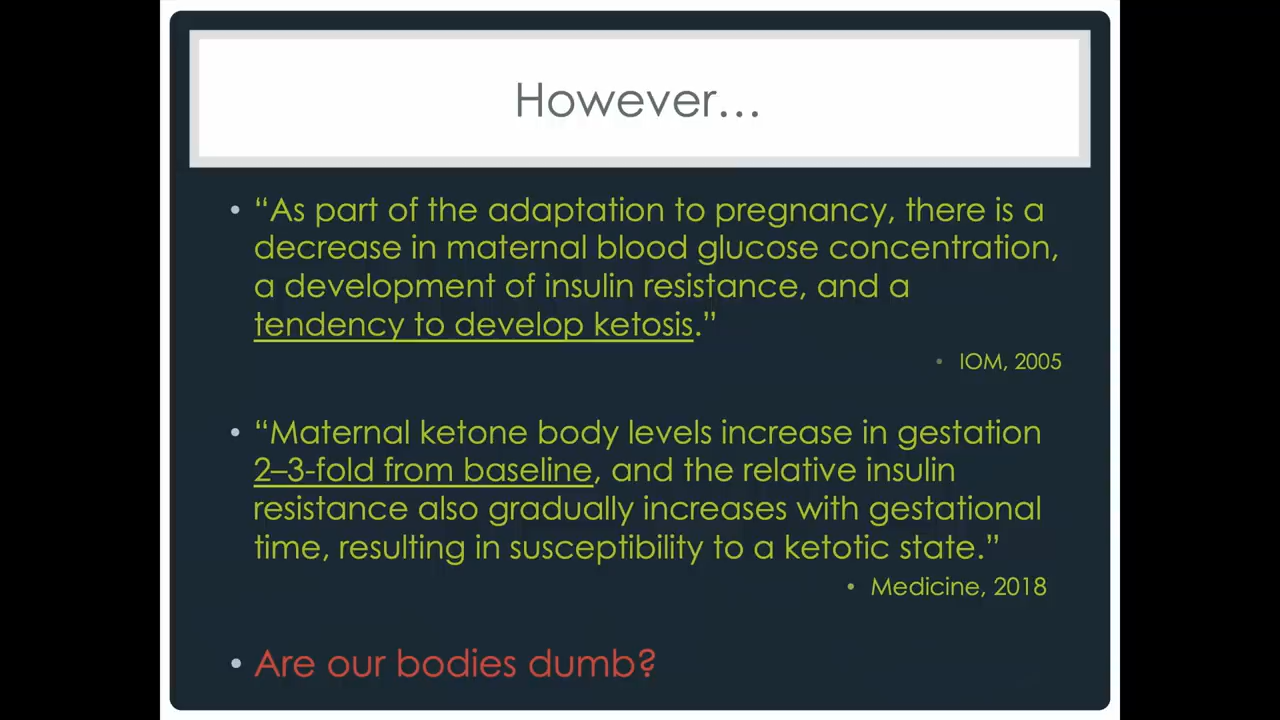 However…
• “As part of the adaptation to pregnancy, there is a
decrease in maternal blood glucose concentration,
a development of insulin resistance, and a
tendency to develop ketosis.”
• IOM, 2005
• “Maternal ketone body levels increase in gestation
2–3-fold from baseline, and the relative insulin
resistance also gradually increases with gestational
time, resulting in susceptibility to a ketotic state.”
• Medicine, 2018
• Are our bodies dumb?